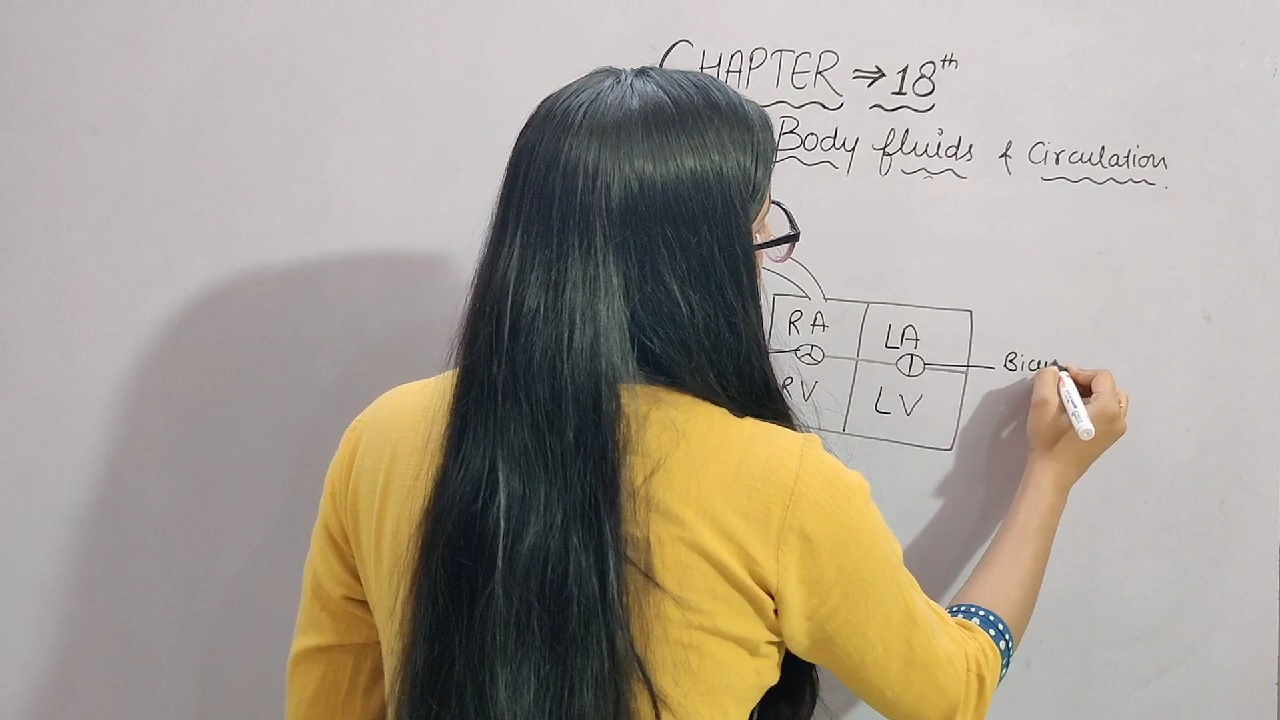 CHAPTER ⇒ 18th
Body fluids & Circulation
RA LA
RV LV